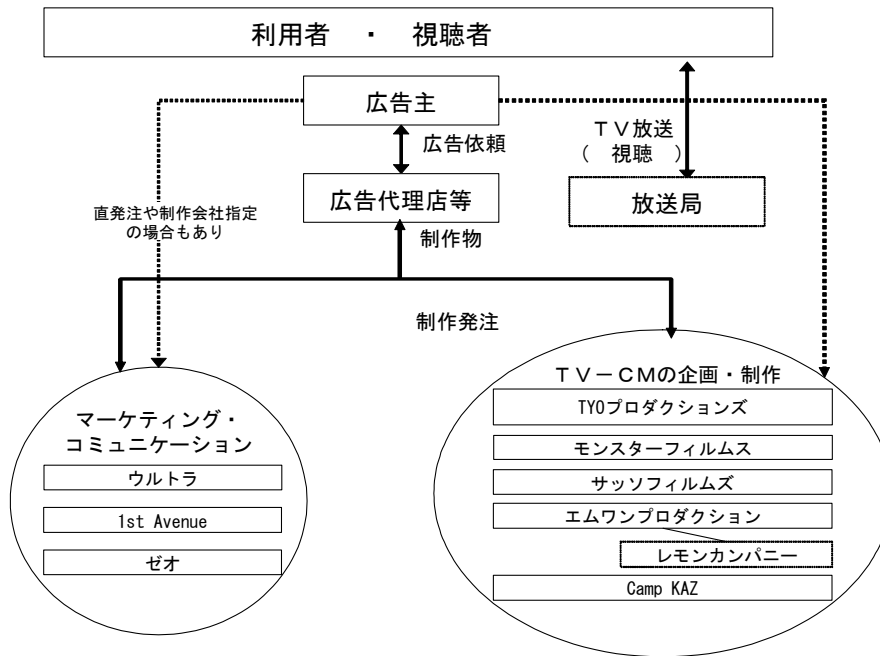 利用者 ・ 視聴者
広告主
広告依頼
ＴＶ放送
（ 視聴 ）
広告代理店等
放送局
直発注や制作会社指定
の場合もあり
制作物
制作発注
マーケティング・
コミュニケーション
ウルトラ
1st Avenue
ゼオ
ＴＶ－ＣＭの企画・制作
TYOプロダクションズ
モンスターフィルムス
サッソフィルムズ
エムワンプロダクション
レモンカンパニー
Camp KAZ